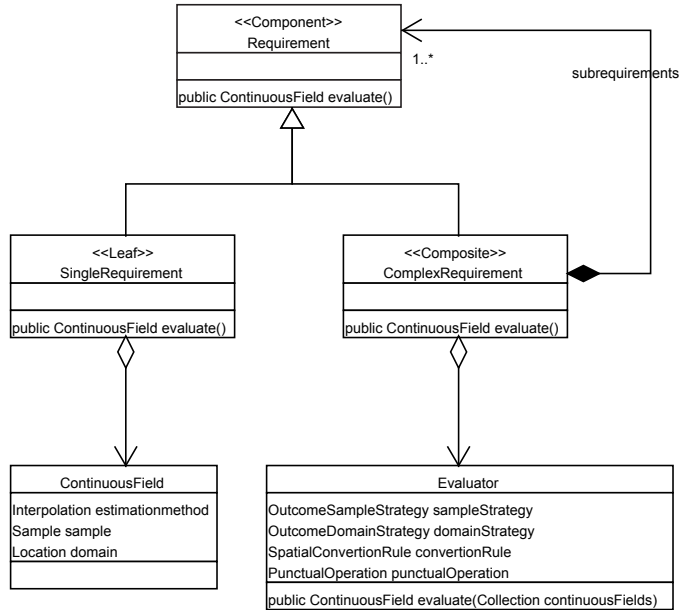 <<Component>>
Requirement
1..*
subrequirements
public ContinuousField evaluate()
<<Leaf>>
SingleRequirement
public ContinuousField evaluate()
<<Composite>>
ComplexRequirement
public ContinuousField evaluate()
ContinuousField
Interpolation estimationmethod
Sample sample
Location domain
Evaluator
OutcomeSampleStrategy sampleStrategy
OutcomeDomainStrategy domainStrategy
SpatialConvertionRule convertionRule
PunctualOperation punctualOperation
public ContinuousField evaluate(Collection continuousFields)